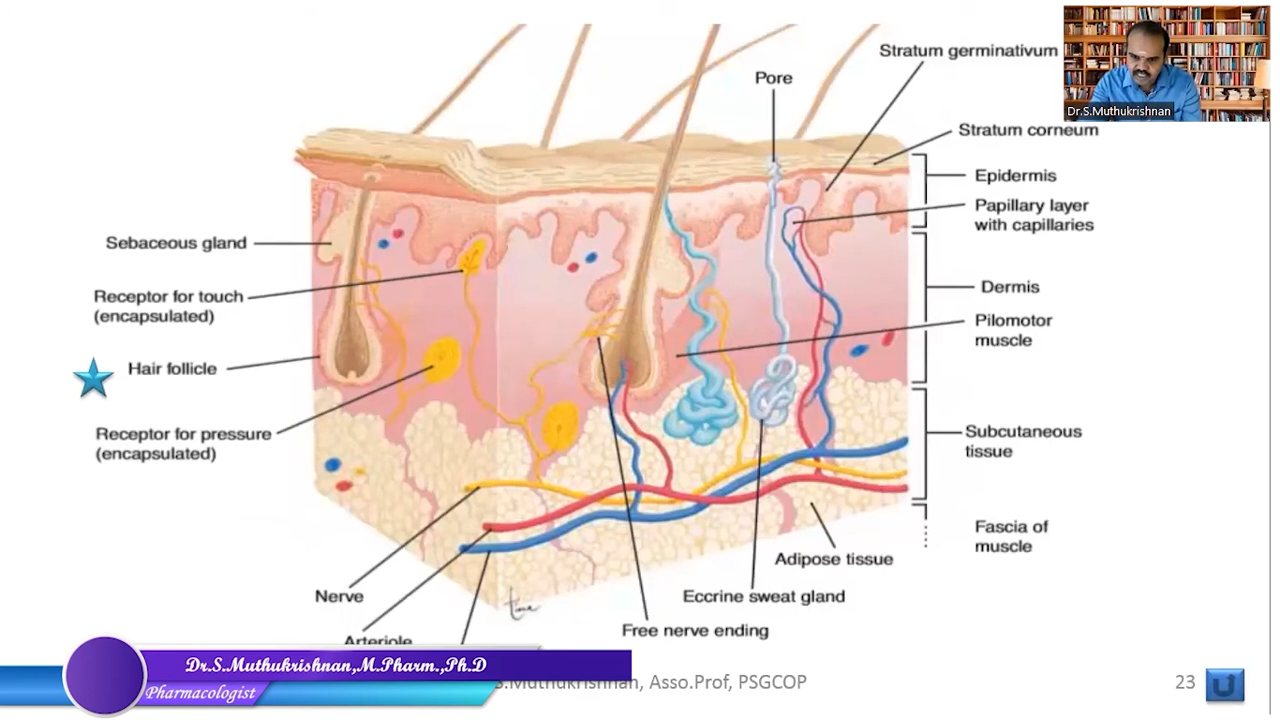 Stratum germinativum
Pore
Dr.S.Muthukrishnan
Stratum corneum
Epidermis
Papillary layer
with capillaries
Sebaceous gland
Dermis
Receptor for touch
(encapsulated)
Pilomotor
muscle
Hair follicle
Receptor for pressure
(encapsulated)
Subcutaneous
tissue
Fascia of
muscle
Adipose tissue
Nerve
Eccrine sweat gland
Free nerve ending
Arteriole
Dr.S.Muthukrishnan,M.Pharm.,Ph.D
Pharmacologist
S.Muthukrishnan, Asso.Prof, PSGCOP
23